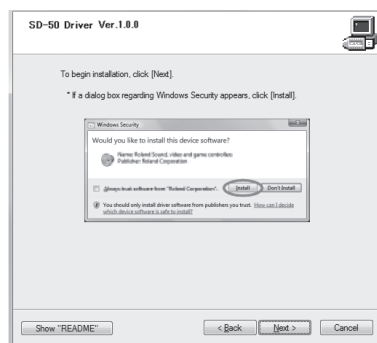 SD-50 Driver Ver.1.0.0
To begin installation, click [Next].
* If a dialog box regarding Windows Security appears, click [Install].
Windows Security
Would you like to install this device software?
Name: Roland Sound, video and game controllers
Publisher: Roland Corporation
Always trust software from "Roland Corporation".
Install
Don't Install
You should only install driver software from publishers you trust. How can I decide
which device software is safe to install?
Show "README"
< Back
Next >
Cancel